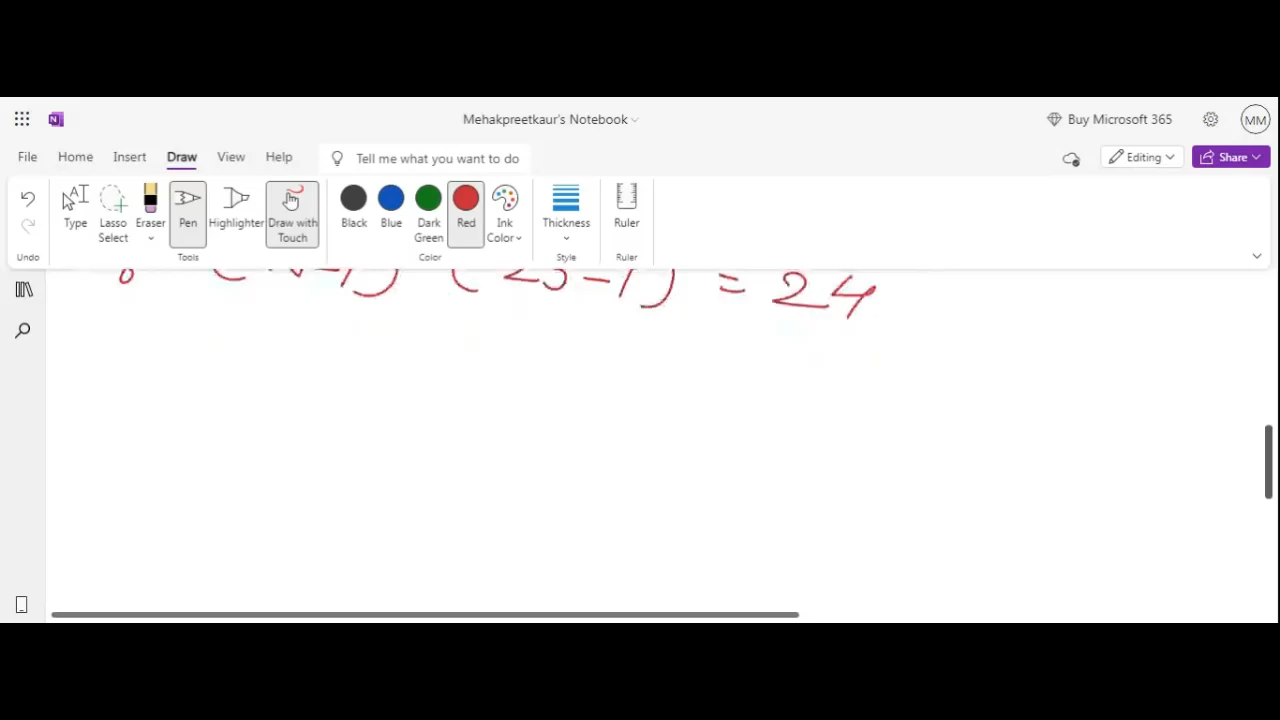 Mehakpreetkaur's Notebook
Buy Microsoft 365
MM
File Home Insert Draw View Help Tell me what you want to do Editing Share
Type Lasso Select Eraser Pen Highlighter Draw with Touch Black Blue Dark Green Red Ink Color Thickness Ruler
Undo Tools Color Style Ruler
(25-1) = 24